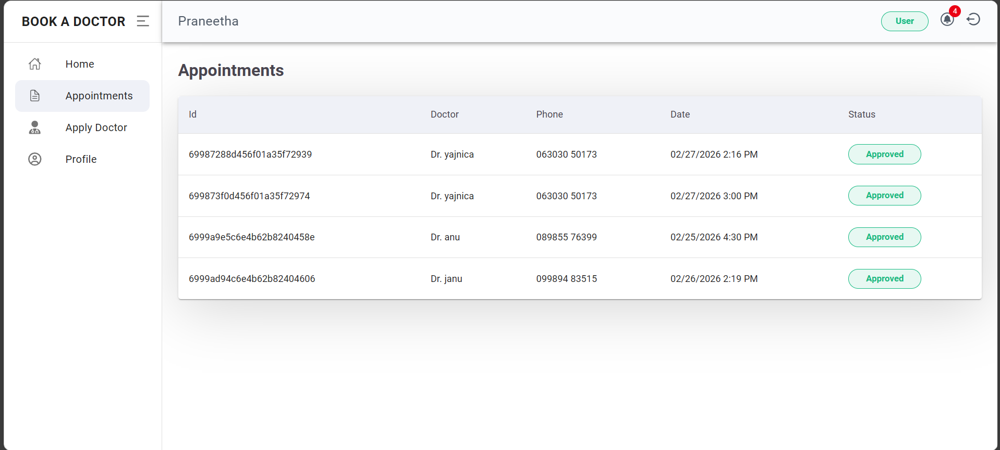 BOOK A DOCTOR
Praneetha
User
4
Home
Appointments
Apply Doctor
Profile
Appointments
Id Doctor Phone Date Status
69987288d456f01a35f72939 Dr. yajnica 063030 50173 02/27/2026 2:16 PM Approved
699873f0d456f01a35f72974 Dr. yajnica 063030 50173 02/27/2026 3:00 PM Approved
6999a9e5c6e4b62b8240458e Dr. anu 089855 76399 02/25/2026 4:30 PM Approved
6999ad94c6e4b62b82404606 Dr. janu 099894 83515 02/26/2026 2:19 PM Approved